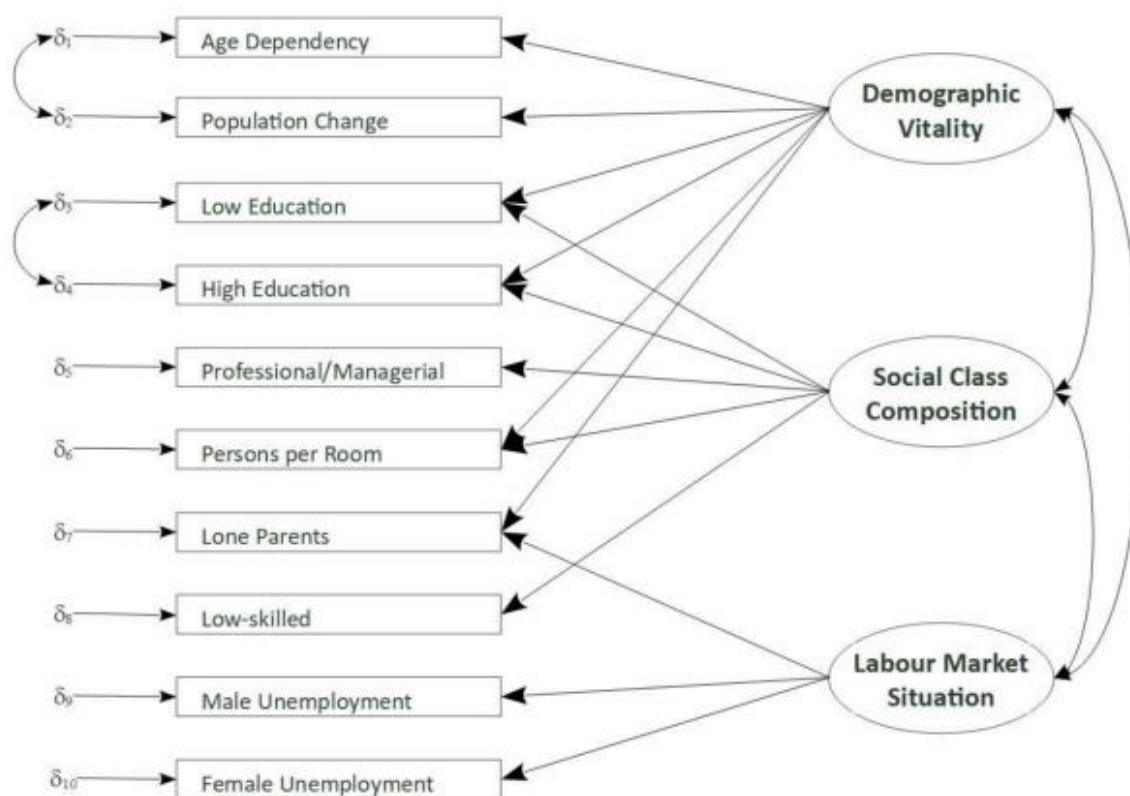 δ1
Age Dependency
δ2
Population Change
δ3
Low Education
δ4
High Education
δ5
Professional/Managerial
δ6
Persons per Room
δ7
Lone Parents
δ8
Low-skilled
δ9
Male Unemployment
δ10
Female Unemployment
Demographic
Vitality
Social Class
Composition
Labour Market
Situation